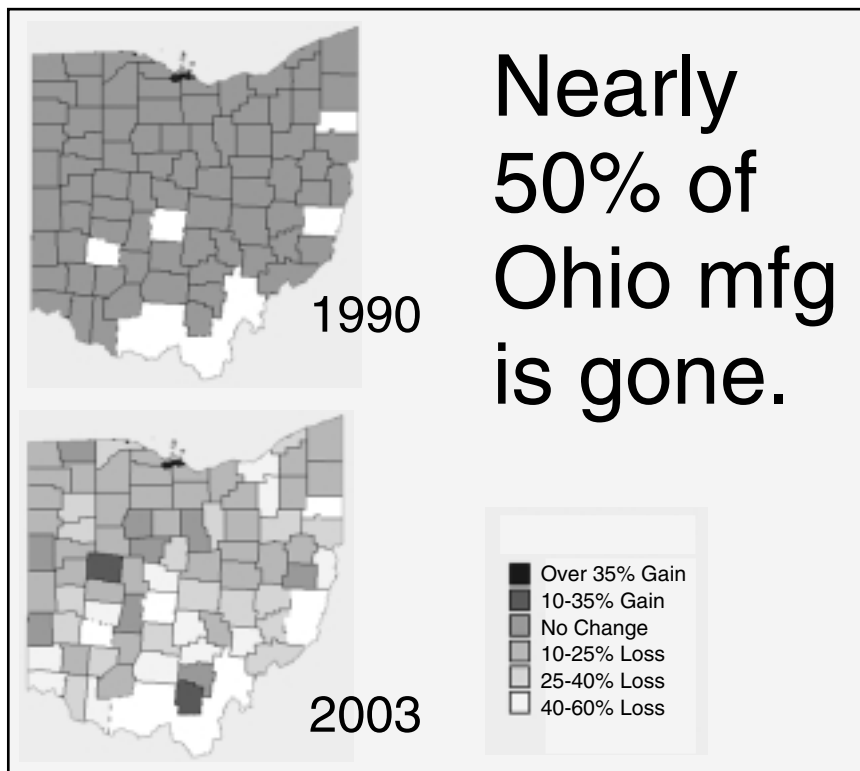 Nearly
50% of
Ohio mfg
is gone.
1990
2003
Over 35% Gain
10-35% Gain
No Change
10-25% Loss
25-40% Loss
40-60% Loss